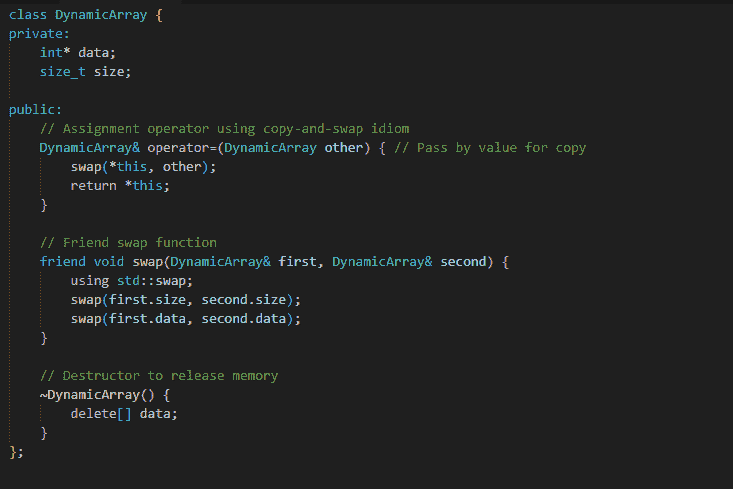 class DynamicArray {
private:
    int* data;
    size_t size;

public:
    // Assignment operator using copy-and-swap idiom
    DynamicArray& operator=(DynamicArray other) { // Pass by value for copy
        swap(*this, other);
        return *this;
    }

    // Friend swap function
    friend void swap(DynamicArray& first, DynamicArray& second) {
        using std::swap;
        swap(first.size, second.size);
        swap(first.data, second.data);
    }

    // Destructor to release memory
    ~DynamicArray() {
        delete[] data;
    }
};